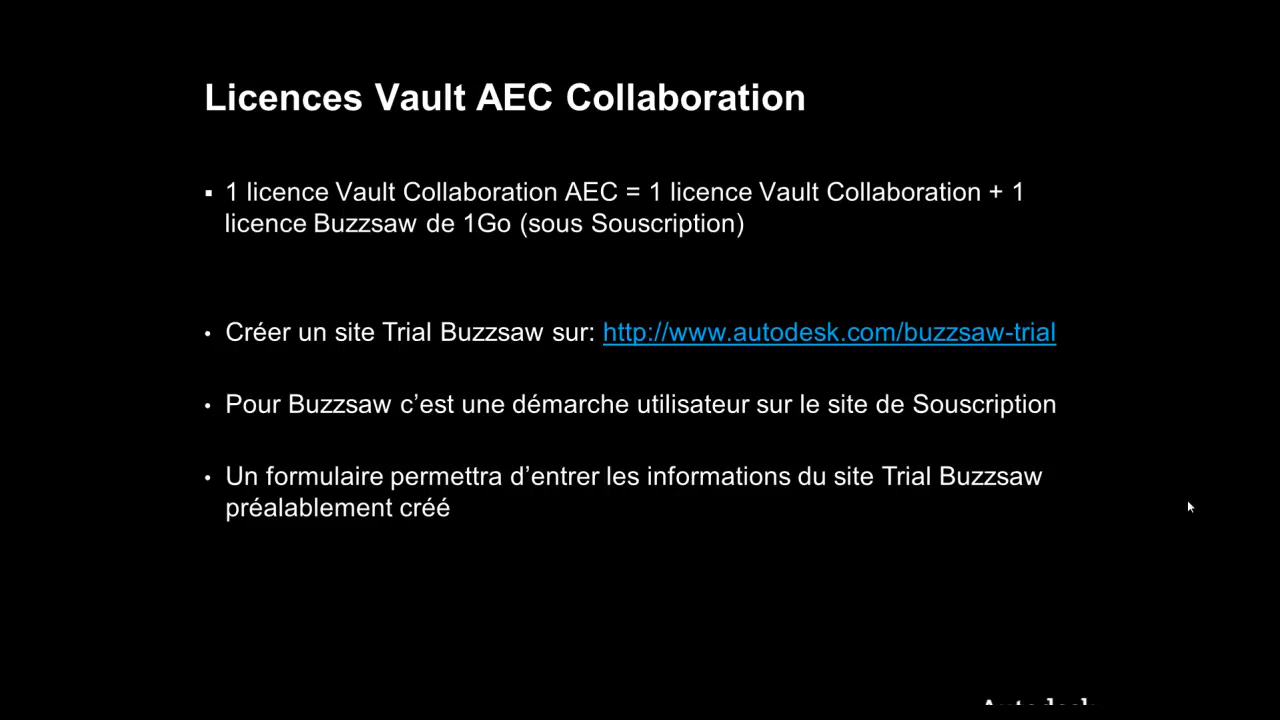 Licences Vault AEC Collaboration
▪ 1 licence Vault Collaboration AEC = 1 licence Vault Collaboration + 1
licence Buzzsaw de 1Go (sous Souscription)
• Créer un site Trial Buzzsaw sur: http://www.autodesk.com/buzzsaw-trial
• Pour Buzzsaw c’est une démarche utilisateur sur le site de Souscription
• Un formulaire permettra d’entrer les informations du site Trial Buzzsaw
préalablement créé
Autodesk